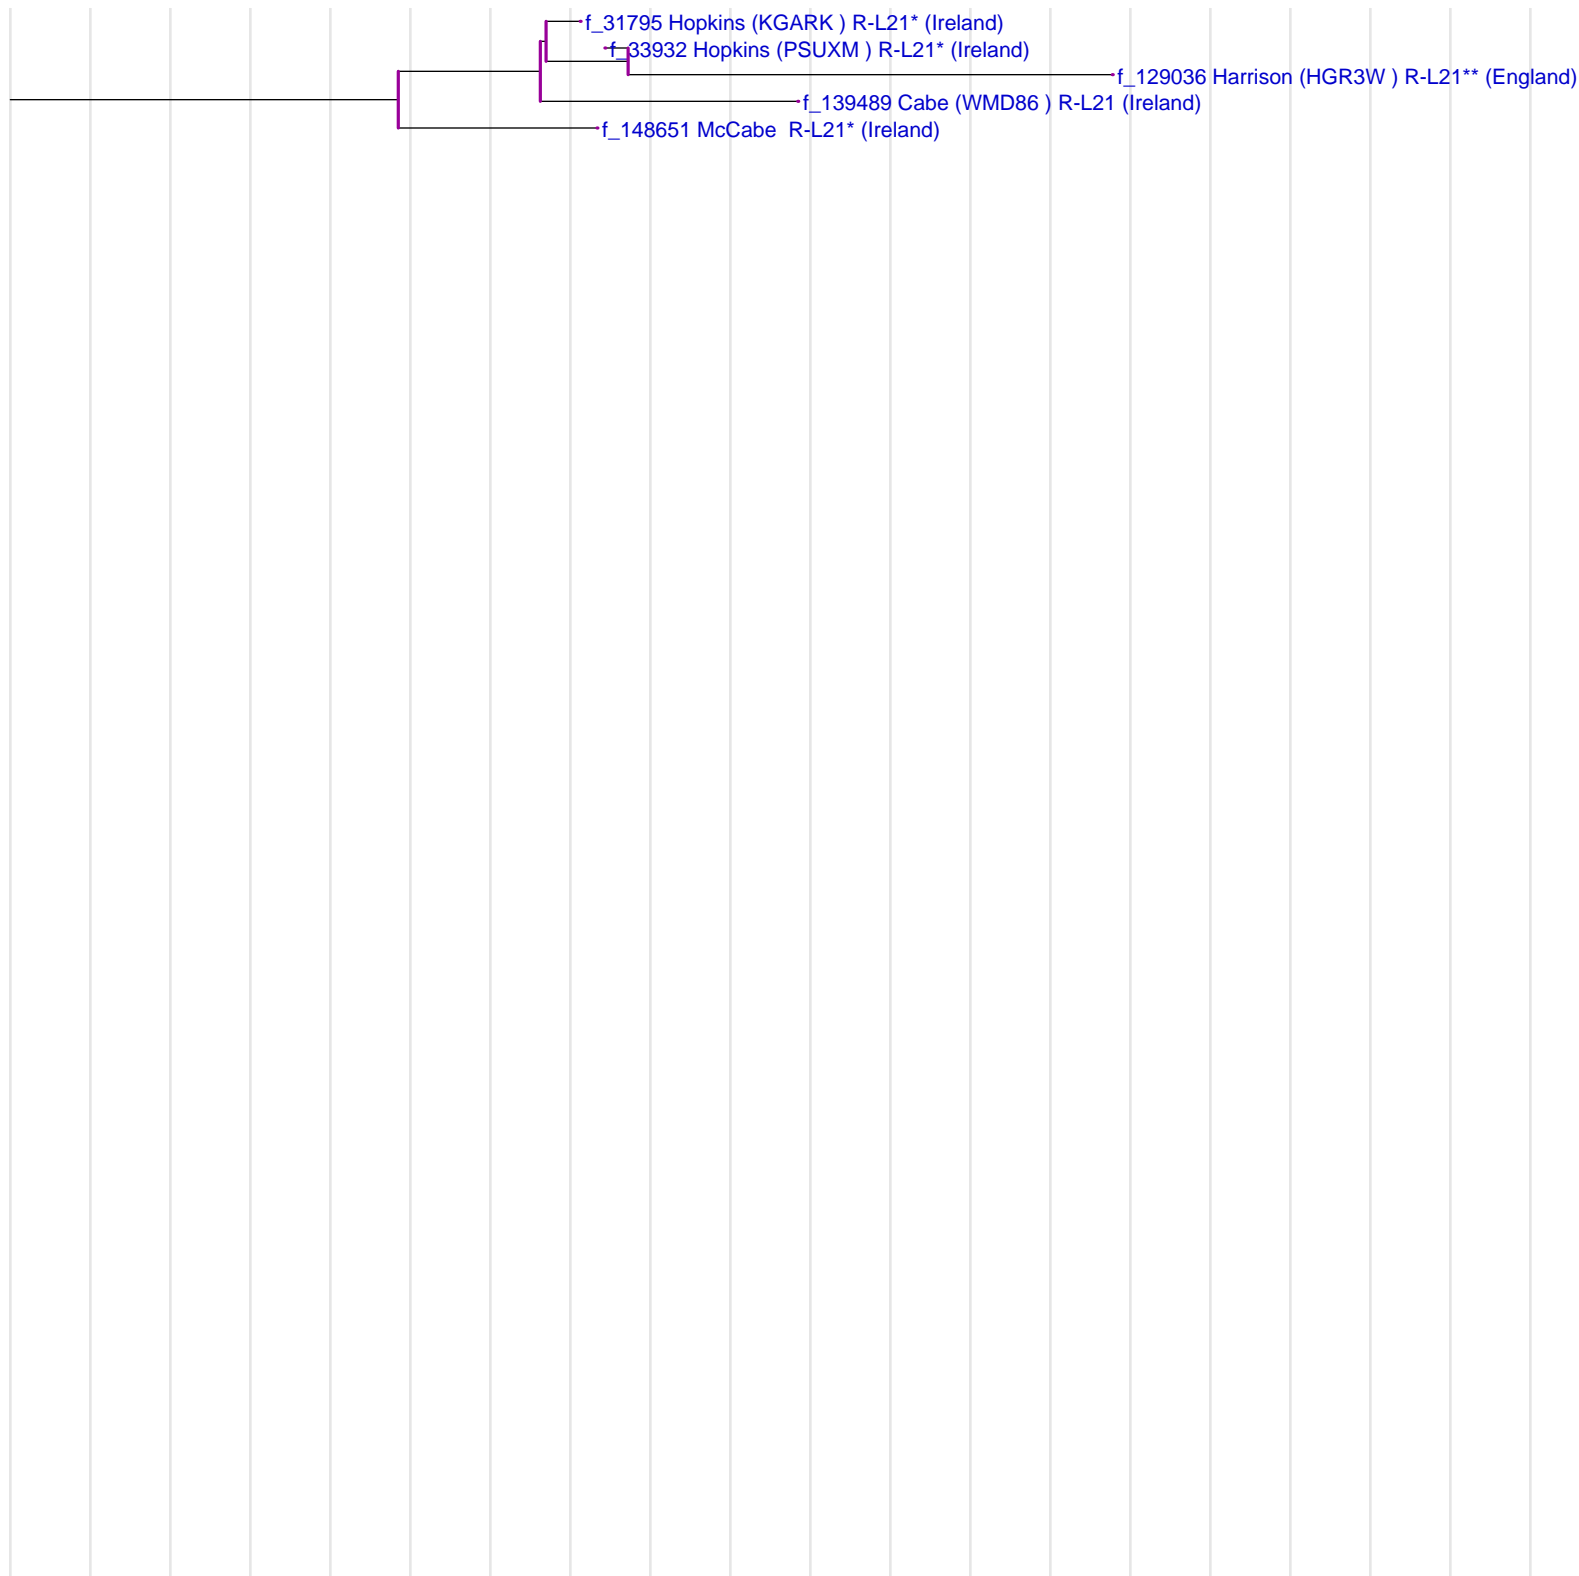 f_31795 Hopkins (KGARK ) R-L21* (Ireland)
f_33932 Hopkins (PSUXM ) R-L21* (Ireland)
f_129036 Harrison (HGR3W ) R-L21** (England)
f_139489 Cabe (WMD86 ) R-L21 (Ireland)
f_148651 McCabe  R-L21* (Ireland)